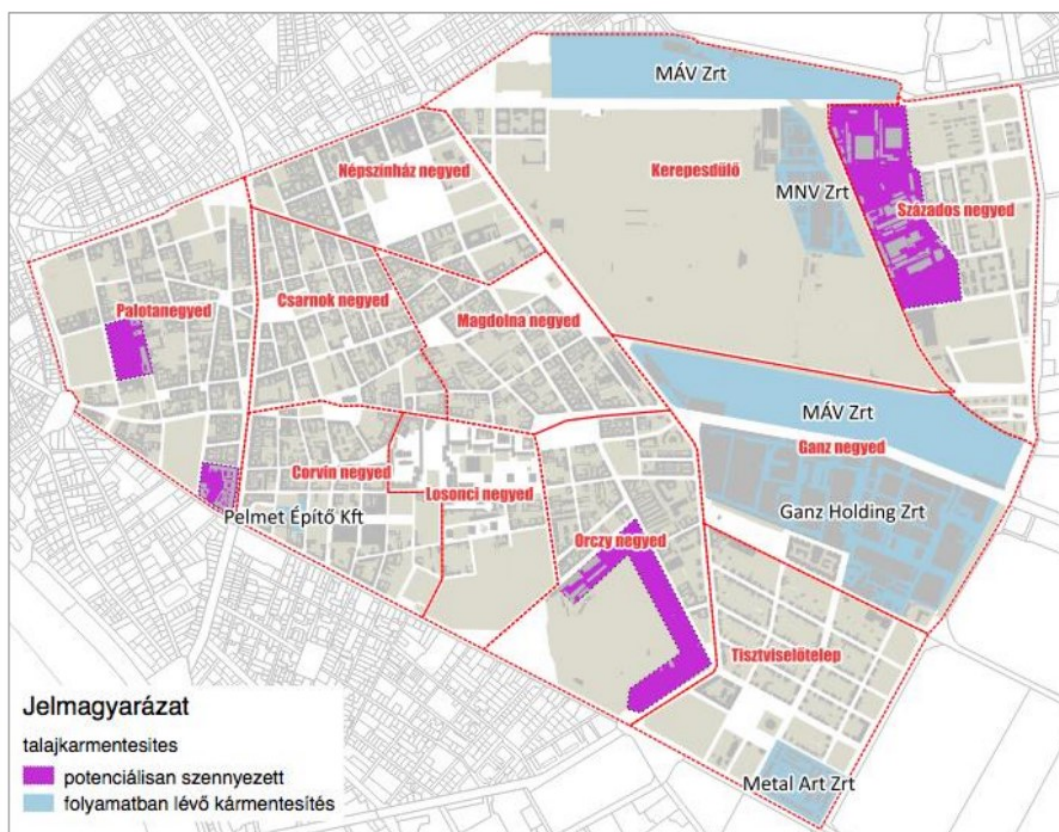 MÁV Zrt
Népszínház negyed
Kerepesdűlő
MNV Zrt
Százados negyed
Palotanegyed
Csarnok negyed
Magdolna negyed
MÁV Zrt
Ganz negyed
Corvin negyed
Losonci negyed
Pelmet Építő Kft
Ganz Holding Zrt
Orczy negyed
Tisztviselőtelep
Metal Art Zrt
Jelmagyarázat
talajkarmentesites
potenciálisan szennyezett
folyamatban lévő kármentesítés